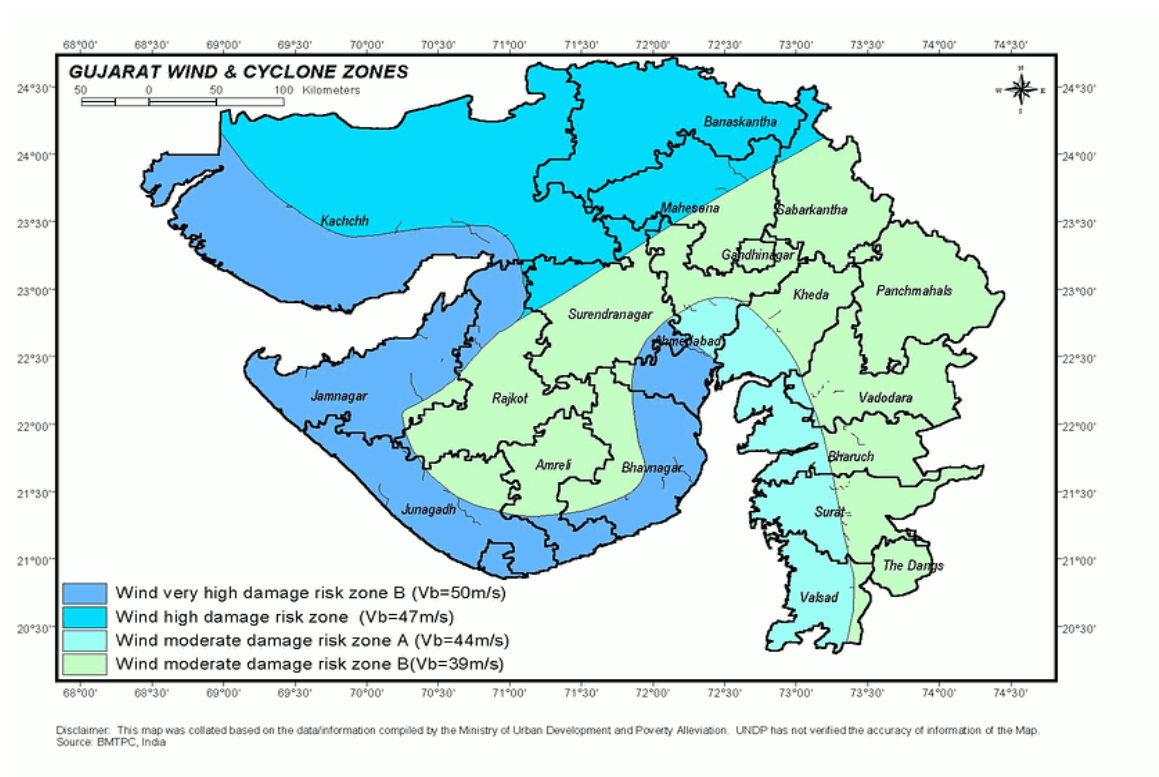 68°00' 68°30' 69°00' 69°30' 70°00' 70°30' 71°00' 71°30' 72°00' 72°30' 73°00' 73°30' 74°00' 74°30'
GUJARAT WIND & CYCLONE ZONES
50 0 50 100 Kilometers
N
W E
S
24°30' 24°30'
Banaskantha
24°00' 24°00'
Mahesana
Sabarkantha
Kachchh
23°30' 23°30'
Gandhinagar
23°00' 23°00'
Kheda
Panchmahals
Surendranagar
Ahmedabad
22°30' 22°30'
Jamnagar
Rajkot
Vadodara
22°00' 22°00'
Bharuch
Amreli
Bhavnagar
21°30' 21°30'
Junagadh
Surat
21°00' 21°00'
The Dangs
Valsad
20°30' 20°30'
Wind very high damage risk zone B (Vb=50m/s)
Wind high damage risk zone (Vb=47m/s)
Wind moderate damage risk zone A (Vb=44m/s)
Wind moderate damage risk zone B(Vb=39m/s)
68°00' 68°30' 69°00' 69°30' 70°00' 70°30' 71°00' 71°30' 72°00' 72°30' 73°00' 73°30' 74°00' 74°30'
Disclaimer: This map was collated based on the data/information compiled by the Ministry of Urban Development and Poverty Alleviation. UNDP has not verified the accuracy of information of the Map.
Source: BMTPC, India